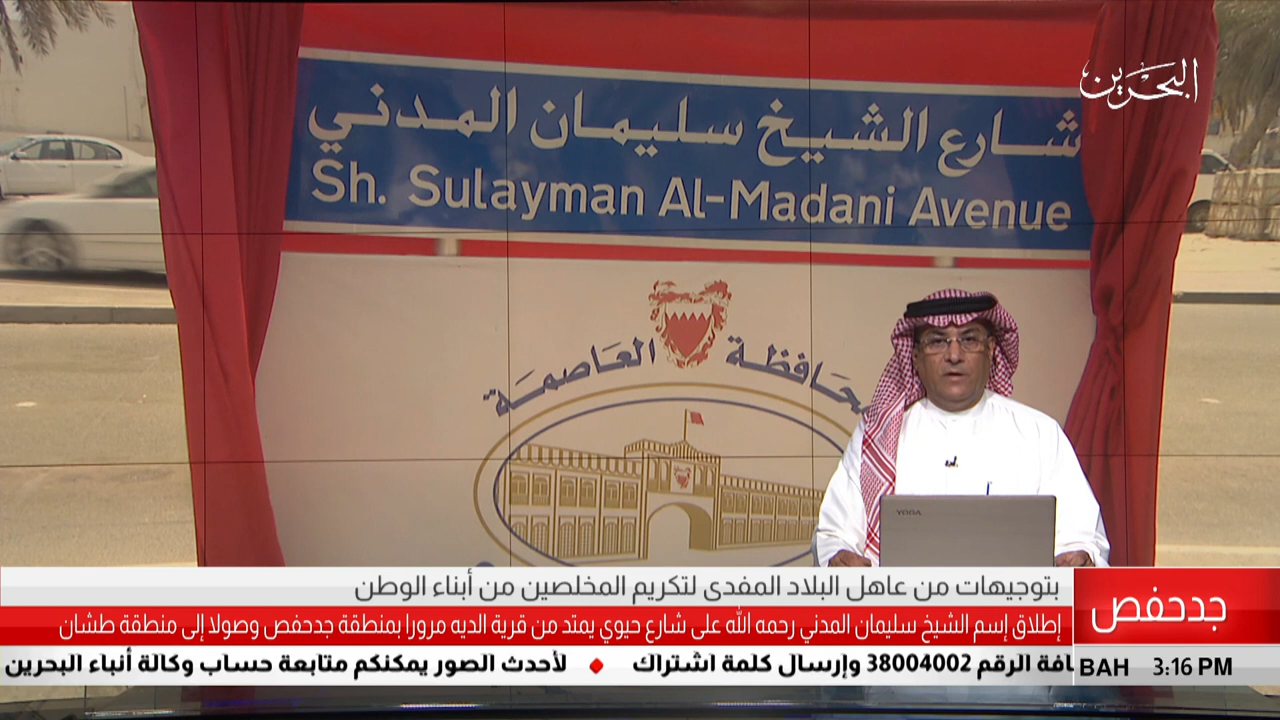 البحرين
شارع الشيخ سليمان المدني
Sh. Sulayman Al-Madani Avenue
محافظة العاصمة
YOGA
بتوجيهات من عاهل البلاد المفدى لتكريم المخلصين من أبناء الوطن
جدحفص
إطلاق إسم الشيخ سليمان المدني رحمه الله على شارع حيوي يمتد من قرية الديه مرورا بمنطقة جدحفص وصولا إلى منطقة طشان
BAH 3:16 PM
الرقم 38004002 وإرسال كلمة اشتراك ♦ لأحدث الصور يمكنكم متابعة حساب وكالة أنباء البحرين